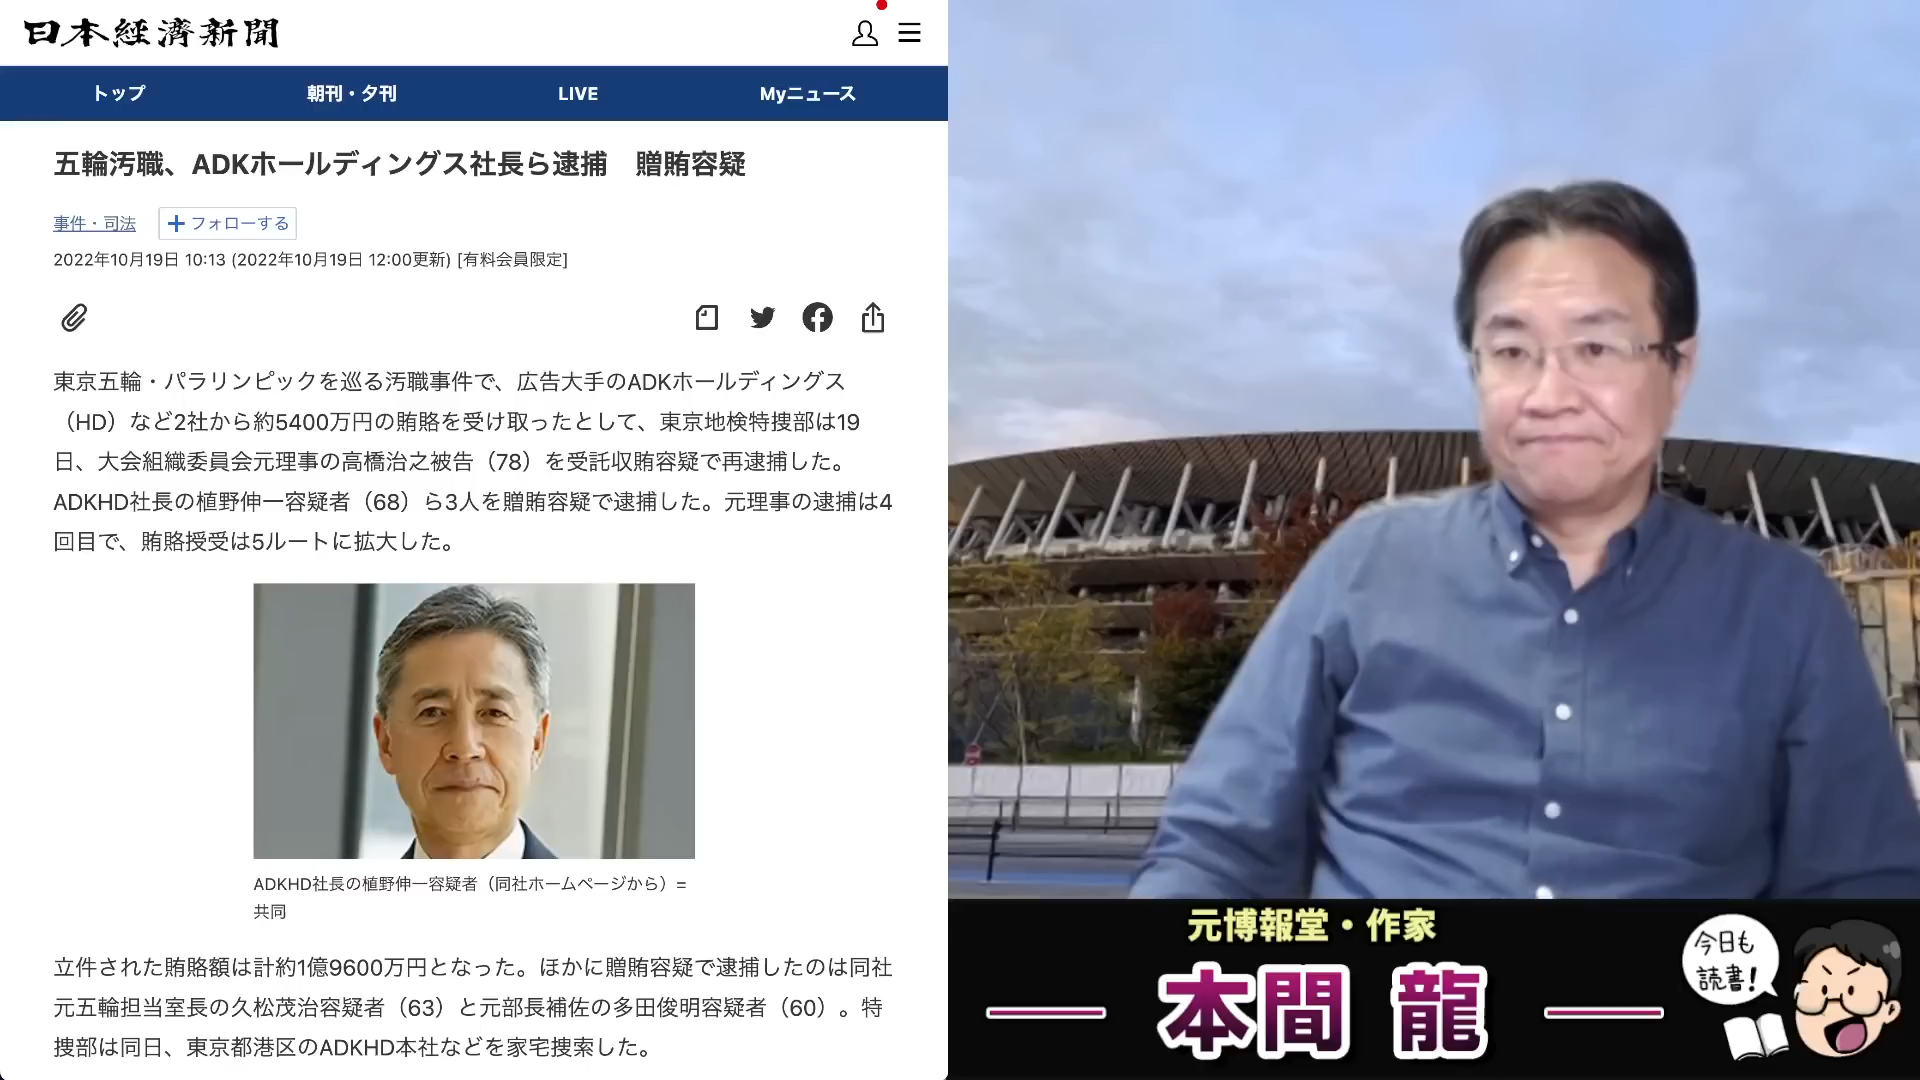 日本経済新聞
トップ
朝刊・夕刊
LIVE
Myニュース
五輪汚職、ADKホールディングス社長ら逮捕　贈賄容疑
事件・司法
＋フォローする
2022年10月19日 10:13 (2022年10月19日 12:00更新) [有料会員限定]
東京五輪・パラリンピックを巡る汚職事件で、広告大手のADKホールディングス
（HD）など2社から約5400万円の賄賂を受け取ったとして、東京地検特捜部は19
日、大会組織委員会元理事の高橋治之被告（78）を受託収賄容疑で再逮捕した。
ADKHD社長の植野伸一容疑者（68）ら3人を贈賄容疑で逮捕した。元理事の逮捕は4
回目で、賄賂授受は5ルートに拡大した。
ADKHD社長の植野伸一容疑者（同社ホームページから）＝
共同
立件された賄賂額は計約1億9600万円となった。ほかに贈賄容疑で逮捕したのは同社
元五輪担当室長の久松茂治容疑者（63）と元部長補佐の多田俊明容疑者（60）。特
捜部は同日、東京都港区のADKHD本社などを家宅捜索した。
元博報堂・作家
本間 龍
今日も
読書！